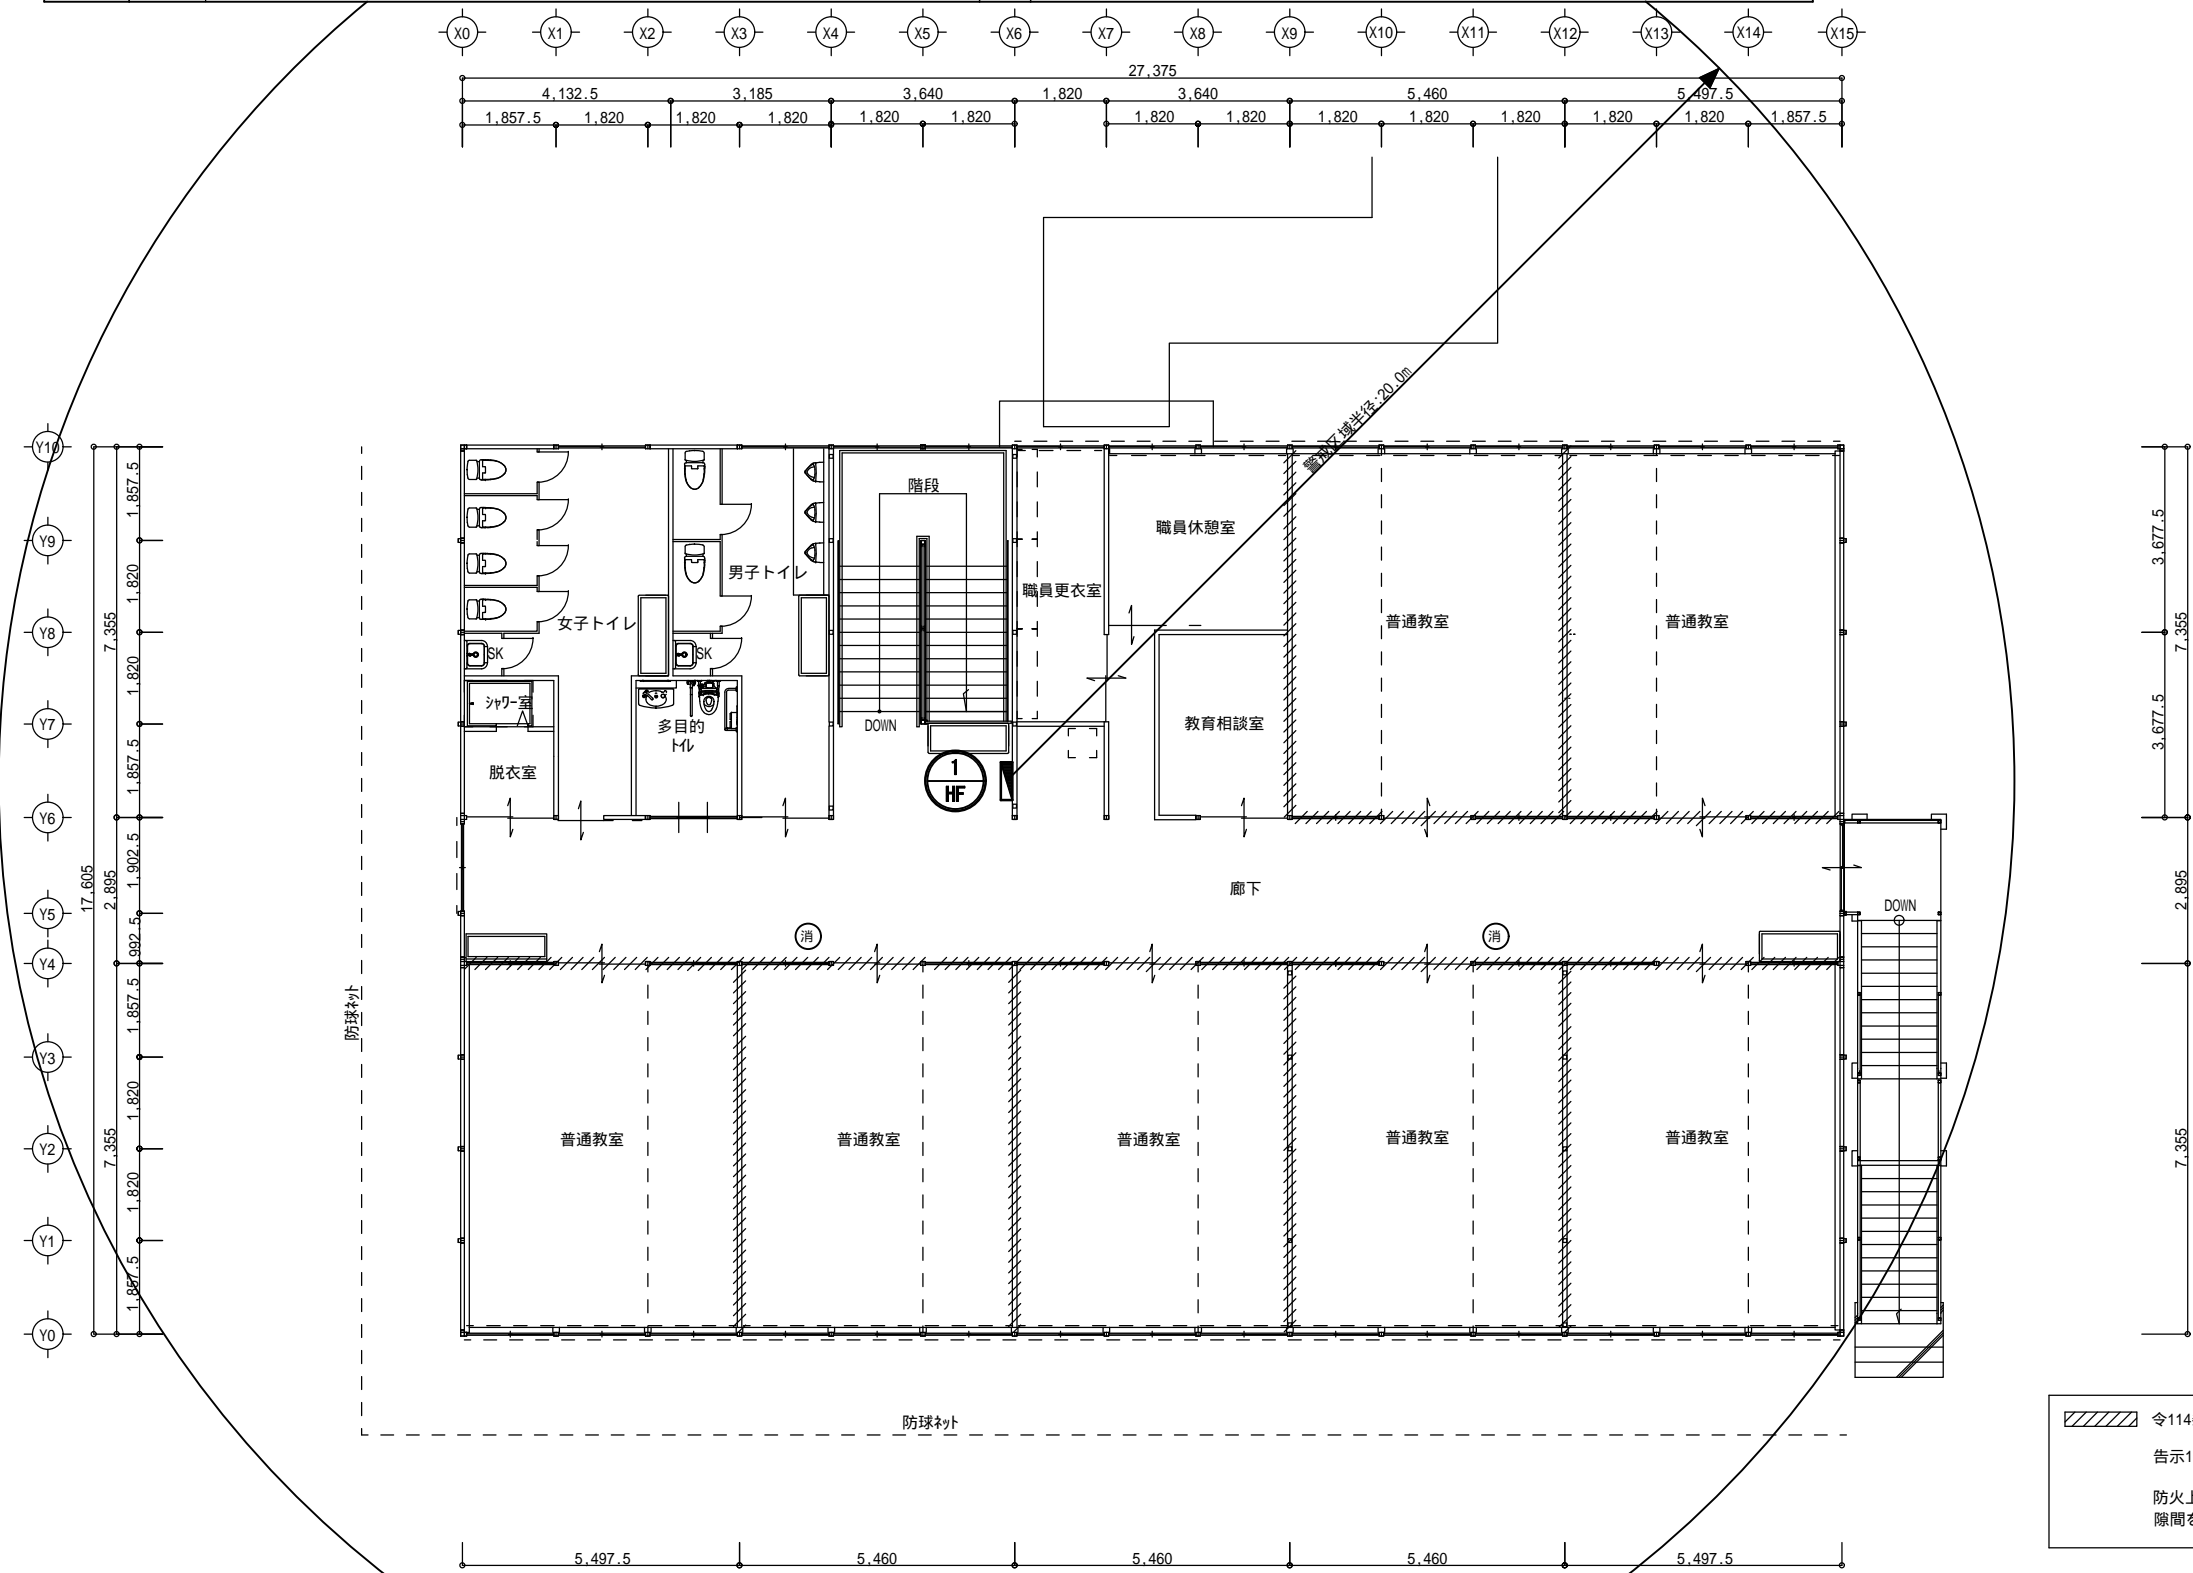 X0 X1 X2 X3 X4 X5 X6 X7 X8 X9 X10 X11 X12 X13 X14 X15
27,375
4,132.5 3,185 3,640 1,820 3,640 5,460 5,497.5
1,857.5 1,820 1,820 1,820 1,820 1,820 1,820 1,820 1,820 1,820 1,820 1,820 1,820 1,857.5
警戒区域半径:20.0m
Y10
Y9
Y8
Y7
Y6
Y5
Y4
Y3
Y2
Y1
Y0
17,605
7,355
2,895
7,355
1,857.5
1,820
1,820
1,857.5
1,902.5
992.5
1,857.5
1,820
1,820
1,857.5
階段
職員休憩室
男子トイレ
職員更衣室
女子トイレ
普通教室
普通教室
SK
SK
シャワー室
多目的
トイレ
DOWN
教育相談室
脱衣室
1
HF
廊下
消
消
DOWN
防球ネット
普通教室
普通教室
普通教室
普通教室
普通教室
防球ネット
3,677.5
3,677.5
7,355
2,895
7,355
令114
告示1
防火上
隙間を
5,497.5 5,460 5,460 5,460 5,497.5